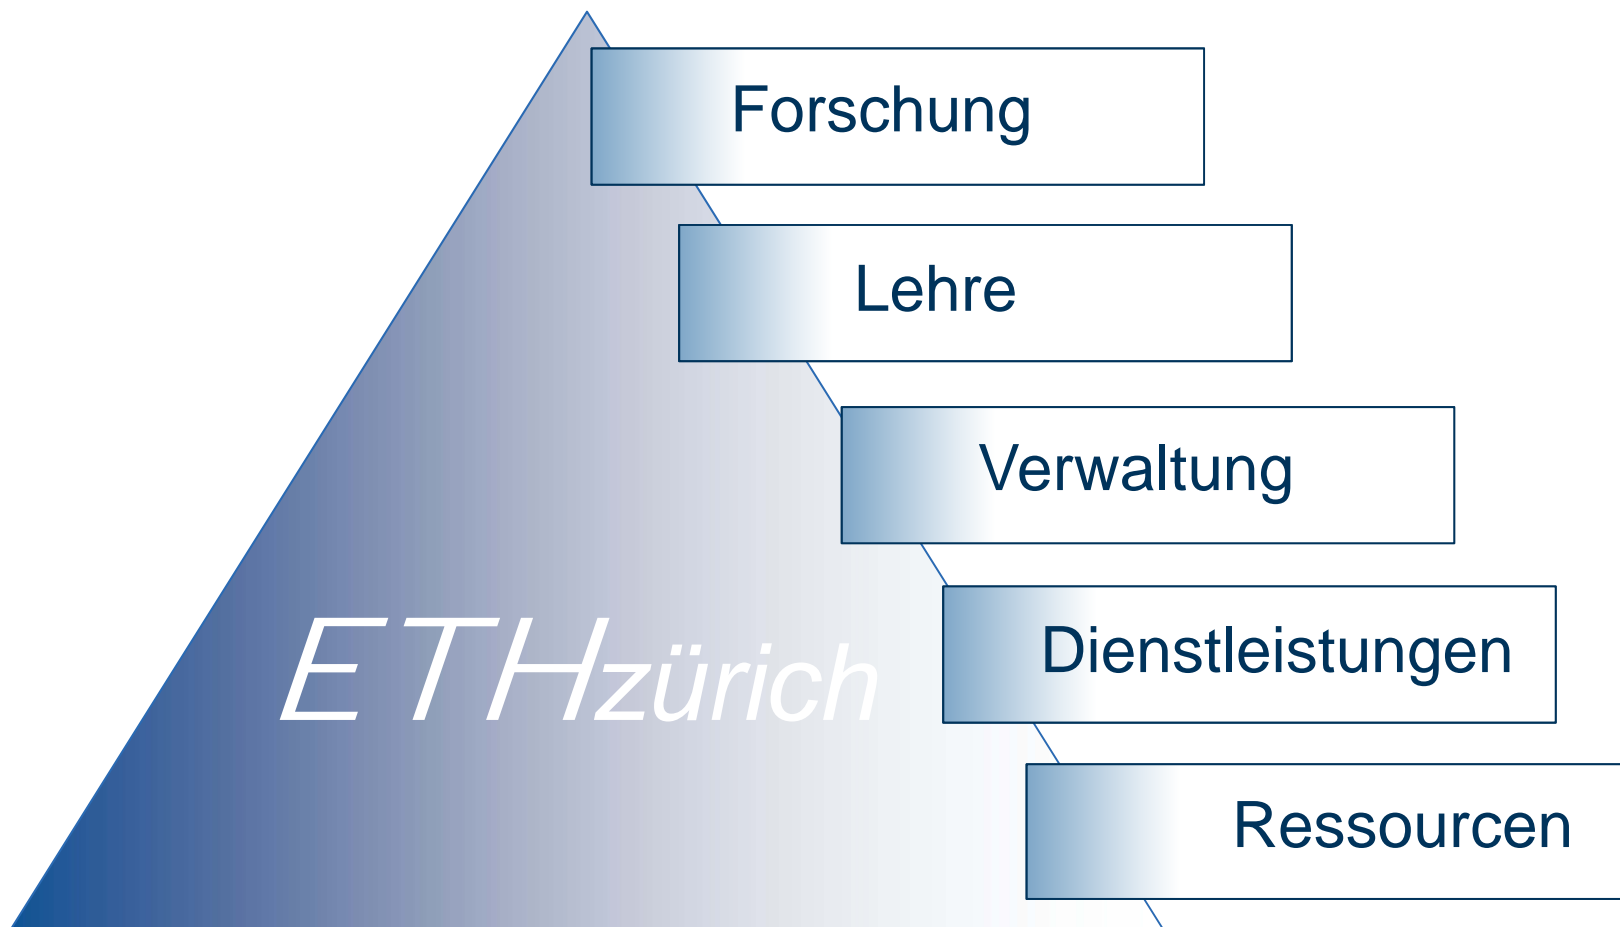 Forschung
Lehre
Verwaltung
ETHzürich
Dienstleistungen
Ressourcen